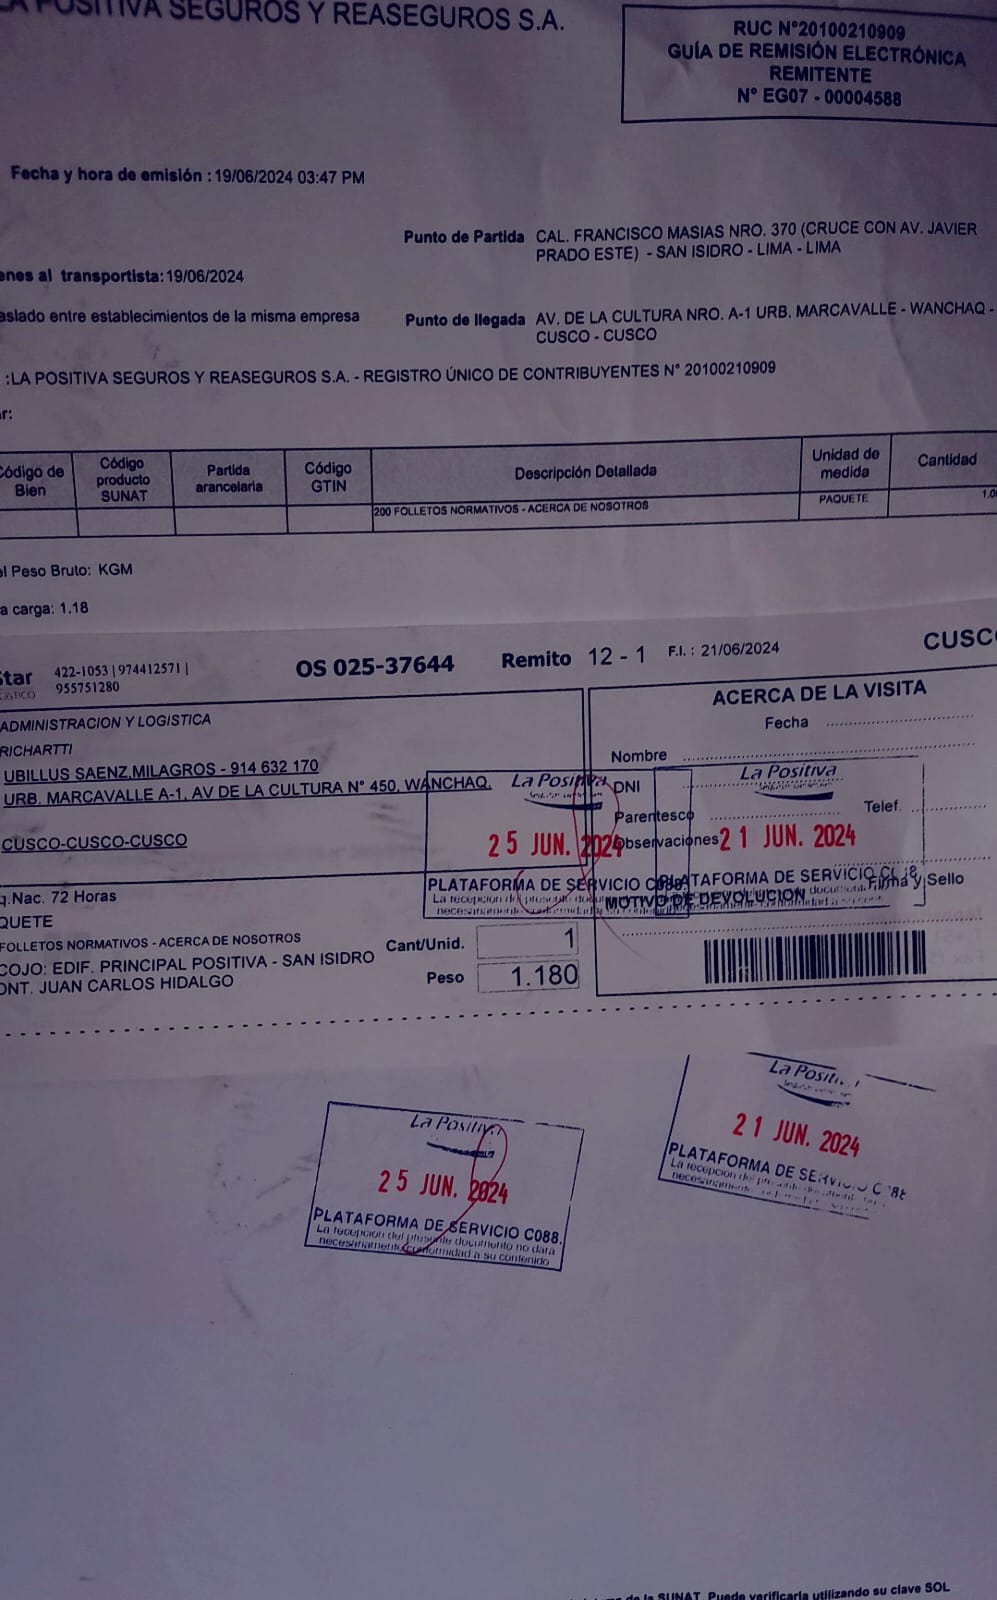 LA POSITIVA SEGUROS Y REASEGUROS S.A.
RUC N°20100210909
GUÍA DE REMISIÓN ELECTRÓNICA
REMITENTE
N° EG07 - 00004588
Fecha y hora de emisión : 19/06/2024 03:47 PM
Punto de Partida CAL. FRANCISCO MASIAS NRO. 370 (CRUCE CON AV. JAVIER
PRADO ESTE) - SAN ISIDRO - LIMA - LIMA
enes al transportista: 19/06/2024
aslado entre establecimientos de la misma empresa
Punto de llegada AV. DE LA CULTURA NRO. A-1 URB. MARCAVALLE - WANCHAQ -
CUSCO - CUSCO
:LA POSITIVA SEGUROS Y REASEGUROS S.A. - REGISTRO ÚNICO DE CONTRIBUYENTES N° 20100210909
r:
Código de Bien Código producto SUNAT Partida arancelaria Código GTIN Descripción Detallada Unidad de medida Cantidad
200 FOLLETOS NORMATIVOS - ACERCA DE NOSOTROS PAQUETE 1.0
el Peso Bruto: KGM
a carga: 1.18
Star 422-1053 | 974412571 |
955751280
OS 025-37644 Remito 12 - 1 F.I. : 21/06/2024 CUSCO
ADMINISTRACION Y LOGISTICA
RICHARTTI
UBILLUS SAENZ,MILAGROS - 914 632 170
URB. MARCAVALLE A-1, AV DE LA CULTURA N° 450, WANCHAQ,
CUSCO-CUSCO-CUSCO
ACERCA DE LA VISITA
Fecha
Nombre
DNI
Parentesco
Telef.
Observaciones
Firma y Sello
MOTIVO DE DEVOLUCION
La Positiva
25 JUN. 2024
PLATAFORMA DE SERVICIO C088.
La Positiva
21 JUN. 2024
PLATAFORMA DE SERVICIO
q.Nac. 72 Horas
QUETE
FOLLETOS NORMATIVOS - ACERCA DE NOSOTROS
COJO: EDIF. PRINCIPAL POSITIVA - SAN ISIDRO
ONT. JUAN CARLOS HIDALGO
Cant/Unid. 1
Peso 1.180
La Positiva
25 JUN. 2024
PLATAFORMA DE SERVICIO C088.
La recepcion del presente documento no dara
necesariamente conformidad a su contenido
La Positi
21 JUN. 2024
PLATAFORMA DE SERVICIO C088
La recepcion del presente
necesariamente
de la SUNAT. Puede verificarla utilizando su clave SOL